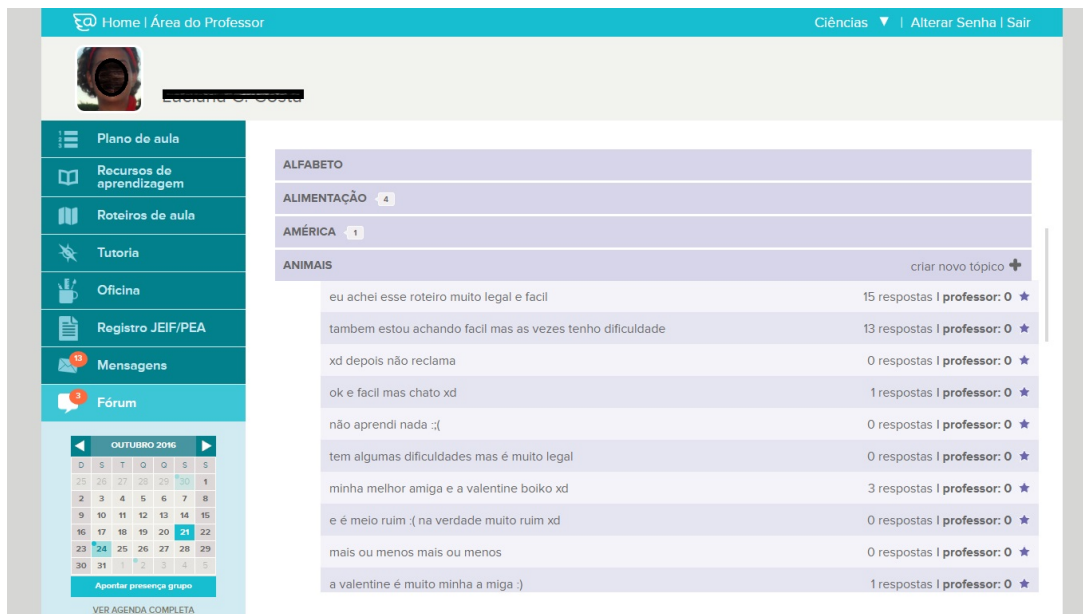 Home | Área do Professor
Ciências ▼ | Alterar Senha | Sair
Plano de aula
Recursos de
aprendizagem
Roteiros de aula
Tutoria
Oficina
Registro JEIF/PEA
13
Mensagens
3
Fórum
OUTUBRO 2016
D S T Q Q S S
25 26 27 28 29 30 1
2 3 4 5 6 7 8
9 10 11 12 13 14 15
16 17 18 19 20 21 22
23 24 25 26 27 28 29
30 31 1 2 3 4 5
Apontar presença grupo
VER AGENDA COMPLETA
ALFABETO
ALIMENTAÇÃO 4
AMÉRICA 1
ANIMAIS criar novo tópico
eu achei esse roteiro muito legal e facil 15 respostas | professor: 0
tambem estou achando facil mas as vezes tenho dificuldade 13 respostas | professor: 0
xd depois não reclama 0 respostas | professor: 0
ok e facil mas chato xd 1 respostas | professor: 0
não aprendi nada :;( 0 respostas | professor: 0
tem algumas dificuldades mas é muito legal 0 respostas | professor: 0
minha melhor amiga e a valentine boiko xd 3 respostas | professor: 0
e é meio ruim :( na verdade muito ruim xd 0 respostas | professor: 0
mais ou menos mais ou menos 0 respostas | professor: 0
a valentine é muito minha a miga :) 1 respostas | professor: 0